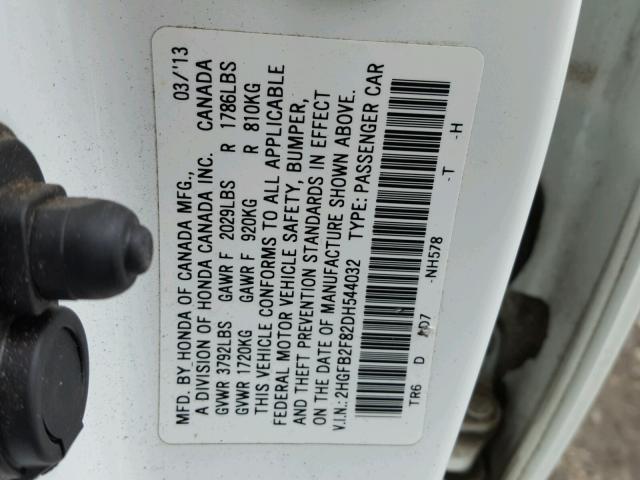 MFD. BY HONDA OF CANADA MFG., 03/'13
A DIVISION OF HONDA CANADA INC. CANADA
GVWR 3792LBS GAWR F 2029LBS R 1786LBS
GVWR 1720KG GAWR F 920KG R 810KG
THIS VEHICLE CONFORMS TO ALL APPLICABLE
FEDERAL MOTOR VEHICLE SAFETY, BUMPER,
AND THEFT PREVENTION STANDARDS IN EFFECT
ON THE DATE OF MANUFACTURE SHOWN ABOVE.
V.I.N.: 2HGFB2F82DH544032 TYPE: PASSENGER CAR
TR6 D -NH578 -T -H